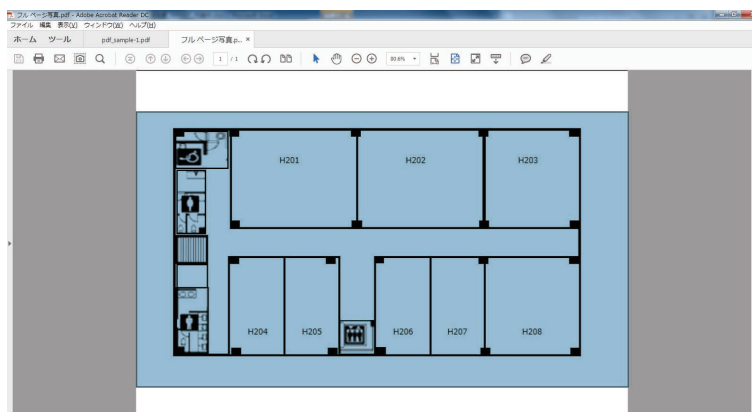 フル ページ写真.pdf - Adobe Acrobat Reader DC
ファイル 編集 表示(V) ウィンドウ(W) ヘルプ(H)
ホーム ツール pdf_sample-1.pdf フル ページ写真.p... ×
1 / 1 80.6%
H201 H202 H203
H204 H205 H206 H207 H208